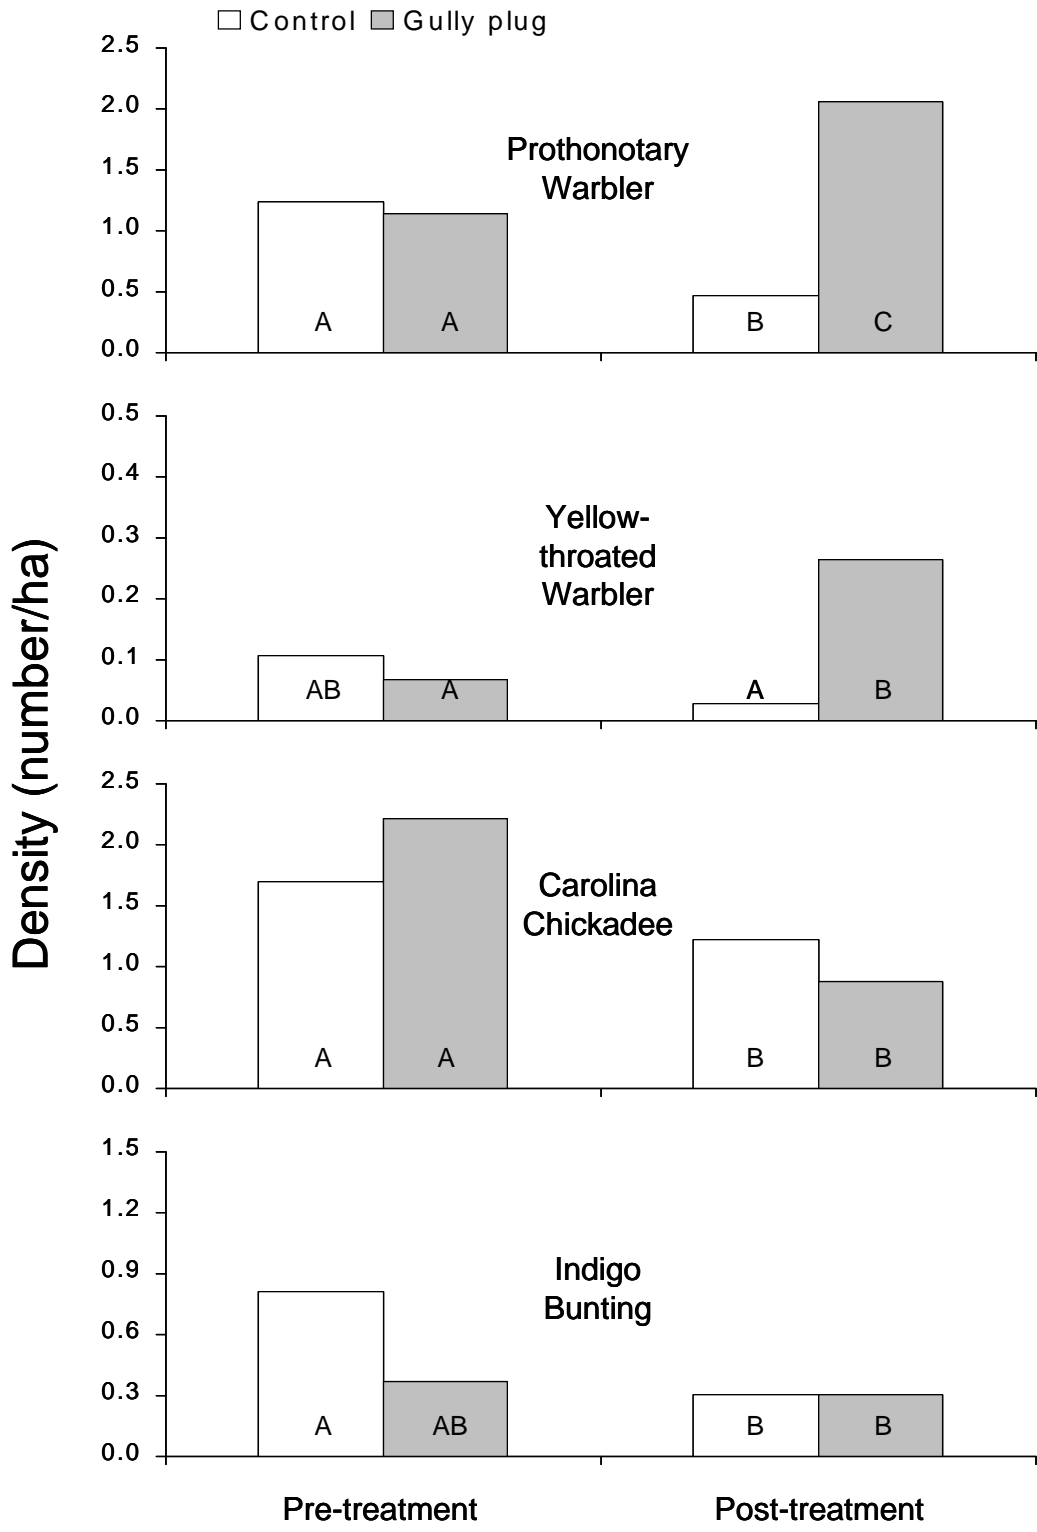 Control Gully plug
Density (number/ha)
2.5
2.0
1.5
1.0
0.5
0.0
Prothonotary
Warbler
A A B C
0.5
0.4
0.3
0.2
0.1
0.0
Yellow-
throated
Warbler
AB A A B
2.5
2.0
1.5
1.0
0.5
0.0
Carolina
Chickadee
A A B B
1.5
1.2
0.9
0.6
0.3
0.0
Indigo
Bunting
A AB B B
Pre-treatment Post-treatment